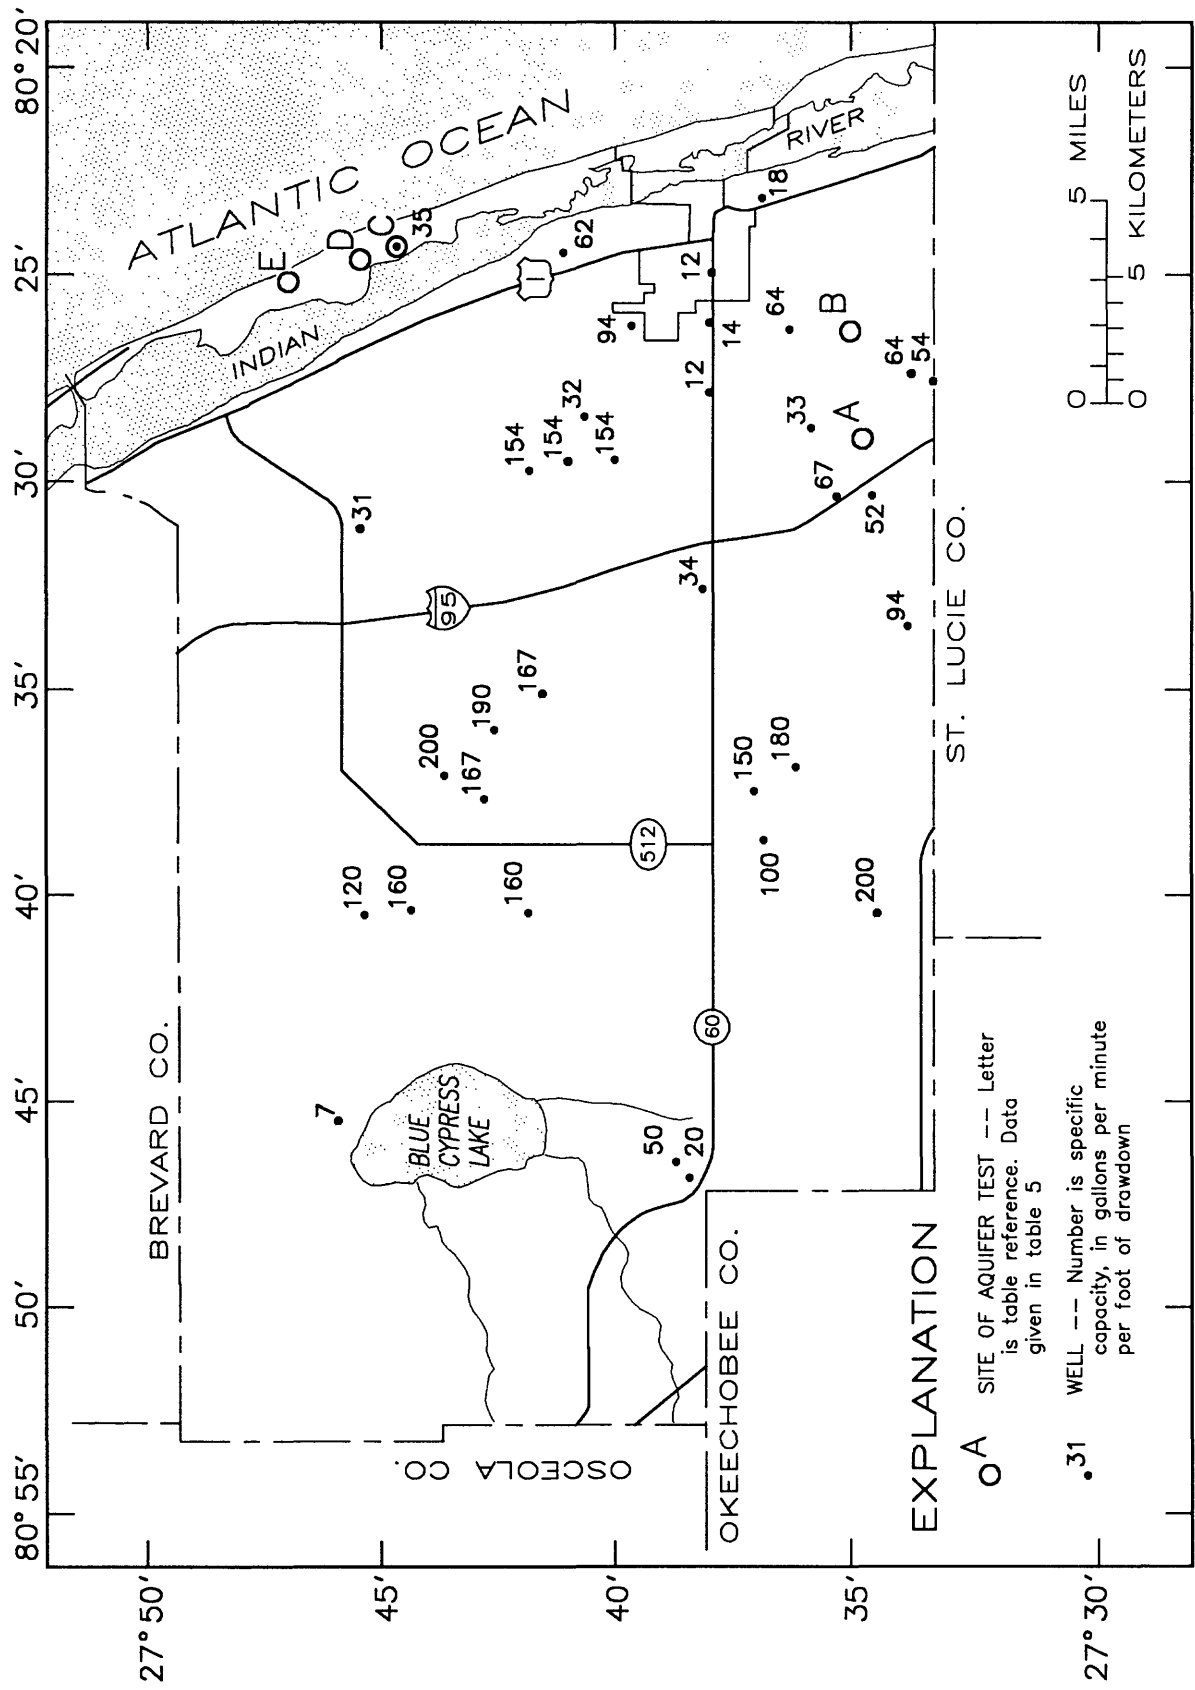 80° 55′
50′
45′
40′
35′
30′
25′
80° 20′
27° 50′
45′
40′
35′
27° 30′
BREVARD CO.
ATLANTIC OCEAN
INDIAN
RIVER
E
D
C
35
31
7
120
160
160
200
167
190
167
95
1
62
154
154
154
32
94
BLUE
CYPRESS
LAKE
OSCEOLA CO.
50
20
60
512
34
12
14
12
18
OKEECHOBEE CO.
100
150
180
200
94
67
52
33
A
64
B
64
54
ST. LUCIE CO.
EXPLANATION
A
SITE OF AQUIFER TEST -- Letter
is table reference. Data
given in table 5
31
WELL -- Number is specific
capacity, in gallons per minute
per foot of drawdown
0 5 MILES
0 5 KILOMETERS